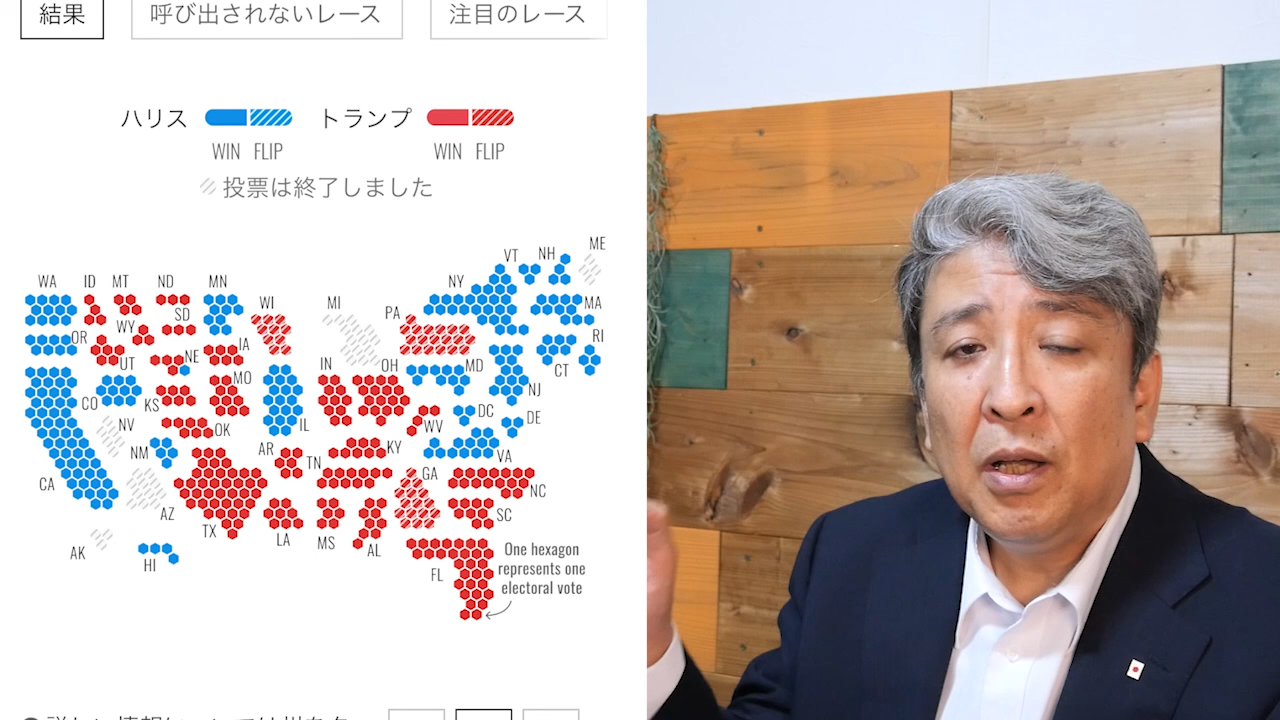 結果
呼び出されないレース
注目のレース
ハリス
トランプ
WIN FLIP
WIN FLIP
投票は終了しました
ME
VT NH
WA ID MT ND MN NY
WI MI MA
SD PA
WY
OR RI
IA
UT NE IN OH MD CT
MO
CO KS NJ
DC
NV OK IL WV DE
NM AR KY
TN VA
GA
CA NC
AZ SC
TX LA MS AL
AK
HI FL
One hexagon
represents one
electoral vote